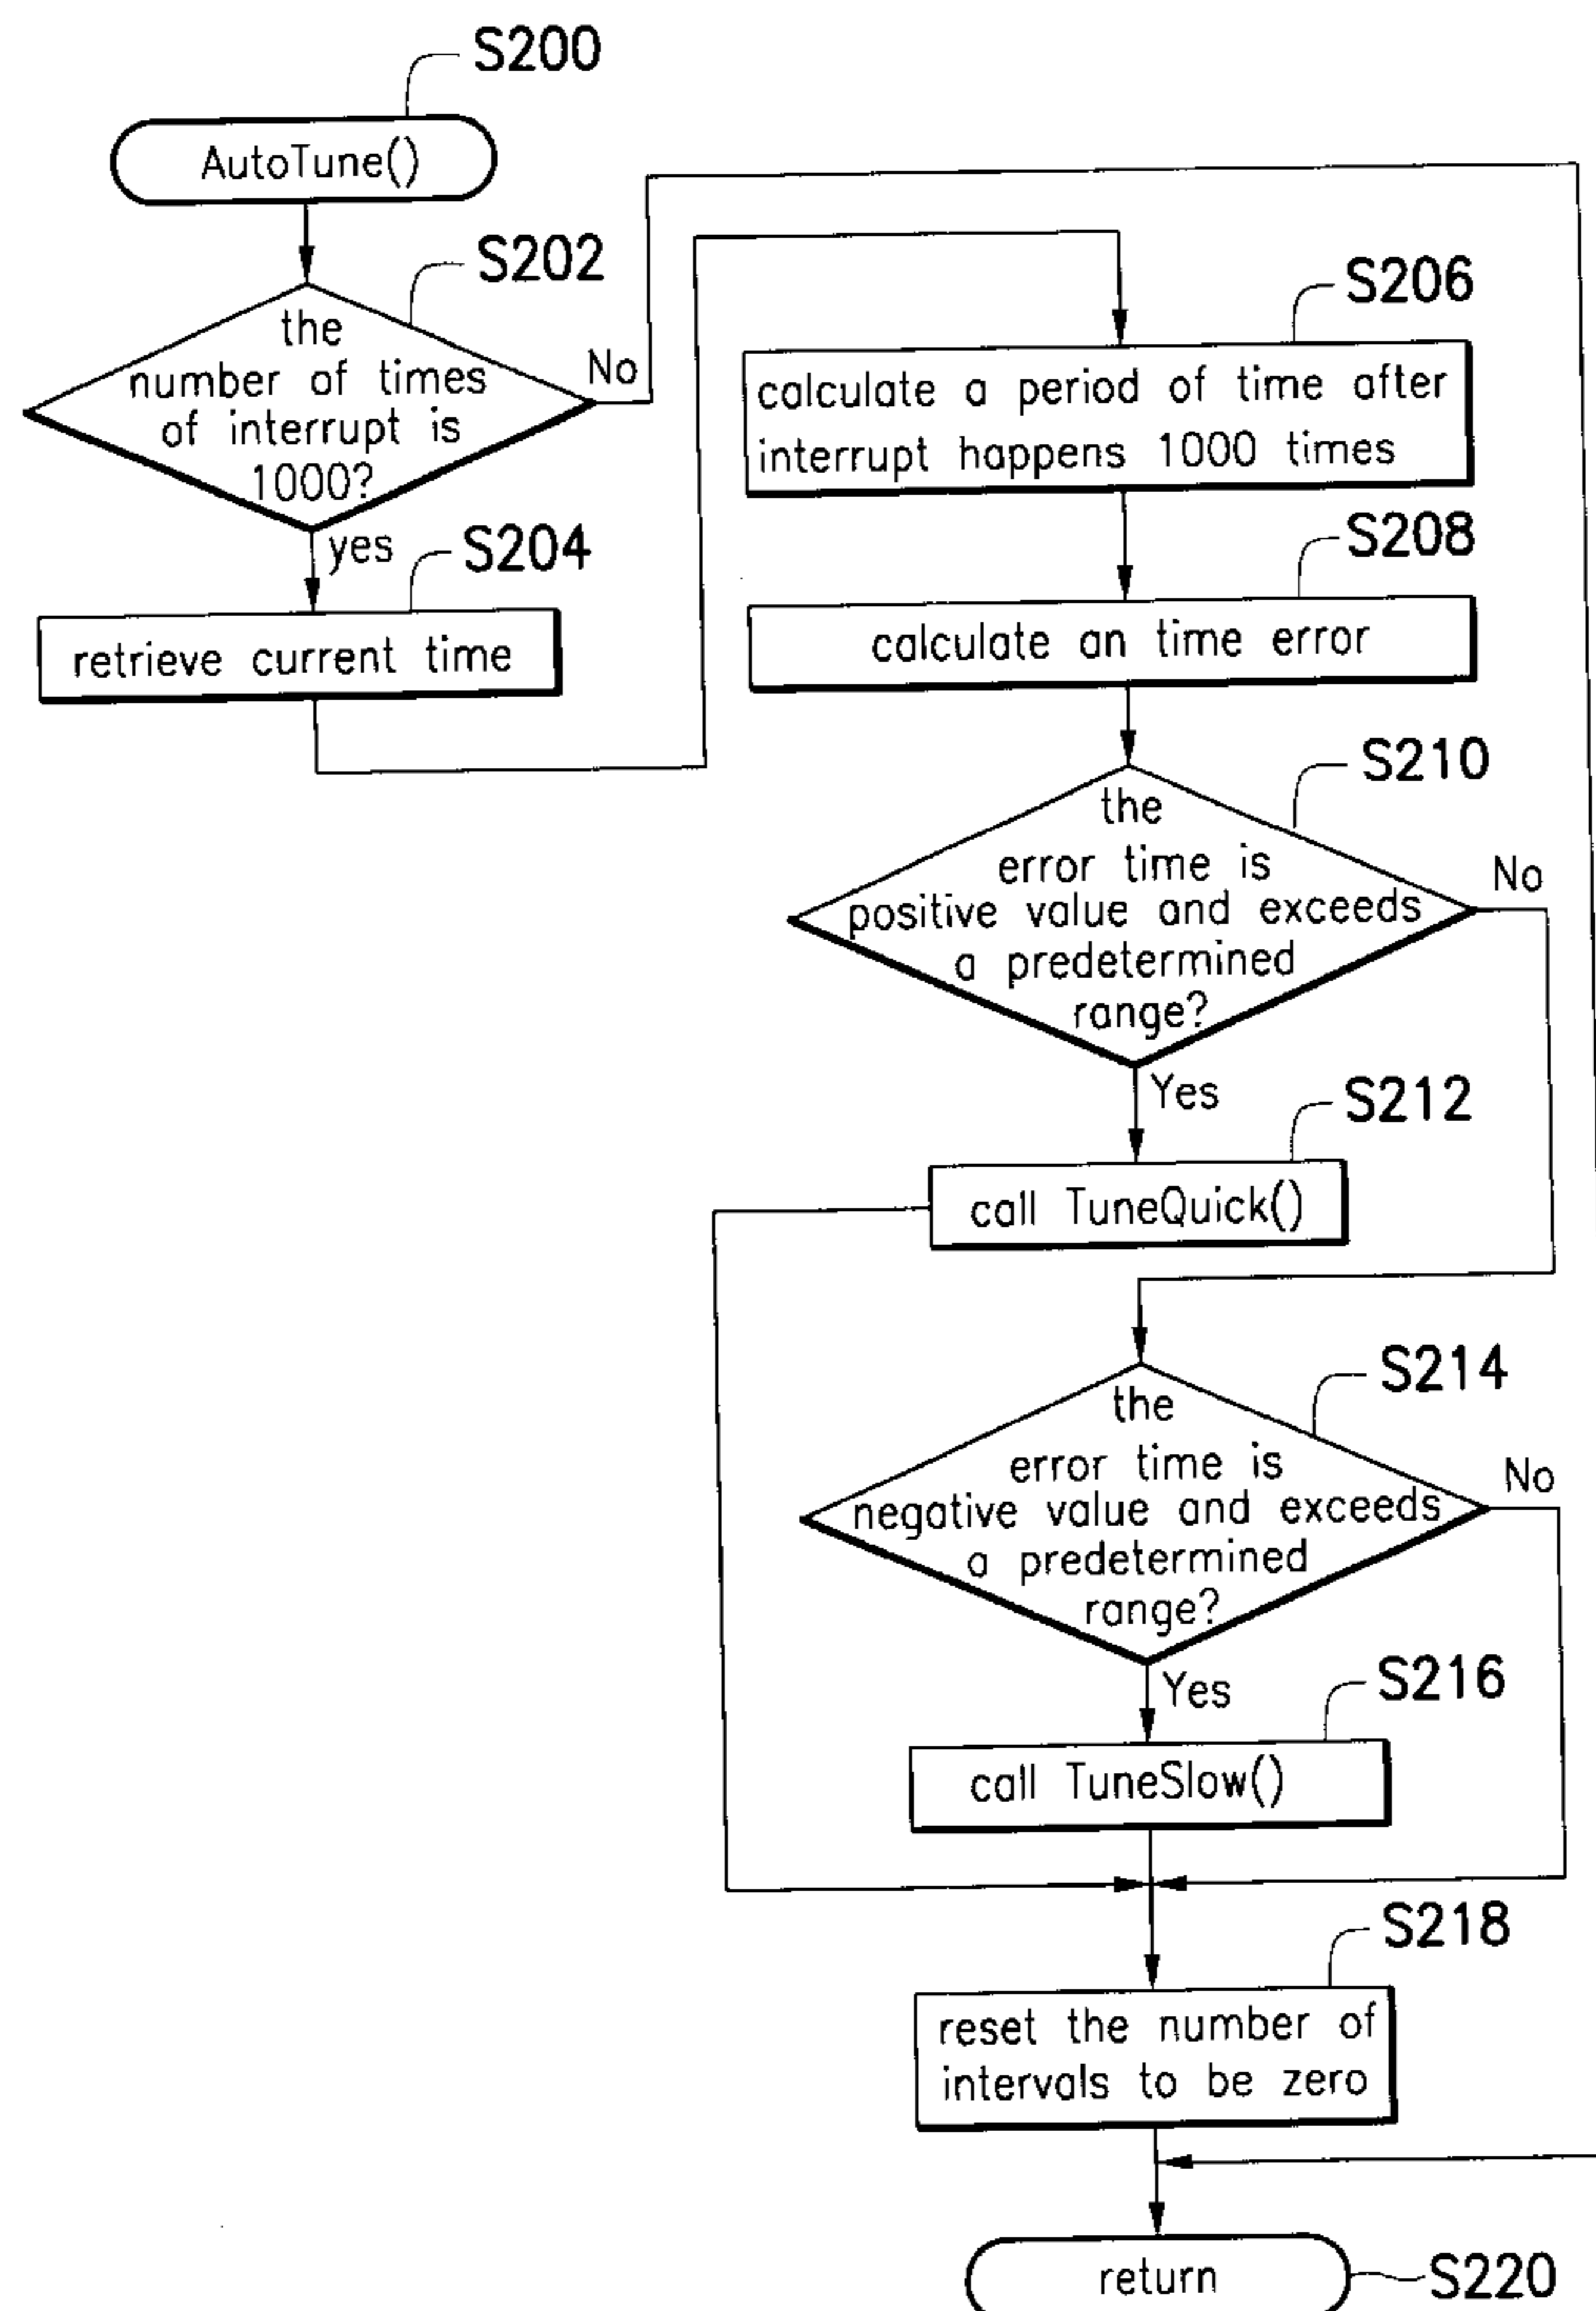 S200
AutoTune()
S202
the
number of times
of interrupt is
1000?
No
yes
S204
retrieve current time
S206
calculate a period of time after
interrupt happens 1000 times
S208
calculate an time error
S210
the
error time is
positive value and exceeds
a predetermined
range?
No
Yes
S212
call TuneQuick()
S214
the
error time is
negative value and exceeds
a predetermined
range?
No
Yes
S216
call TuneSlow()
S218
reset the number of
intervals to be zero
return
S220